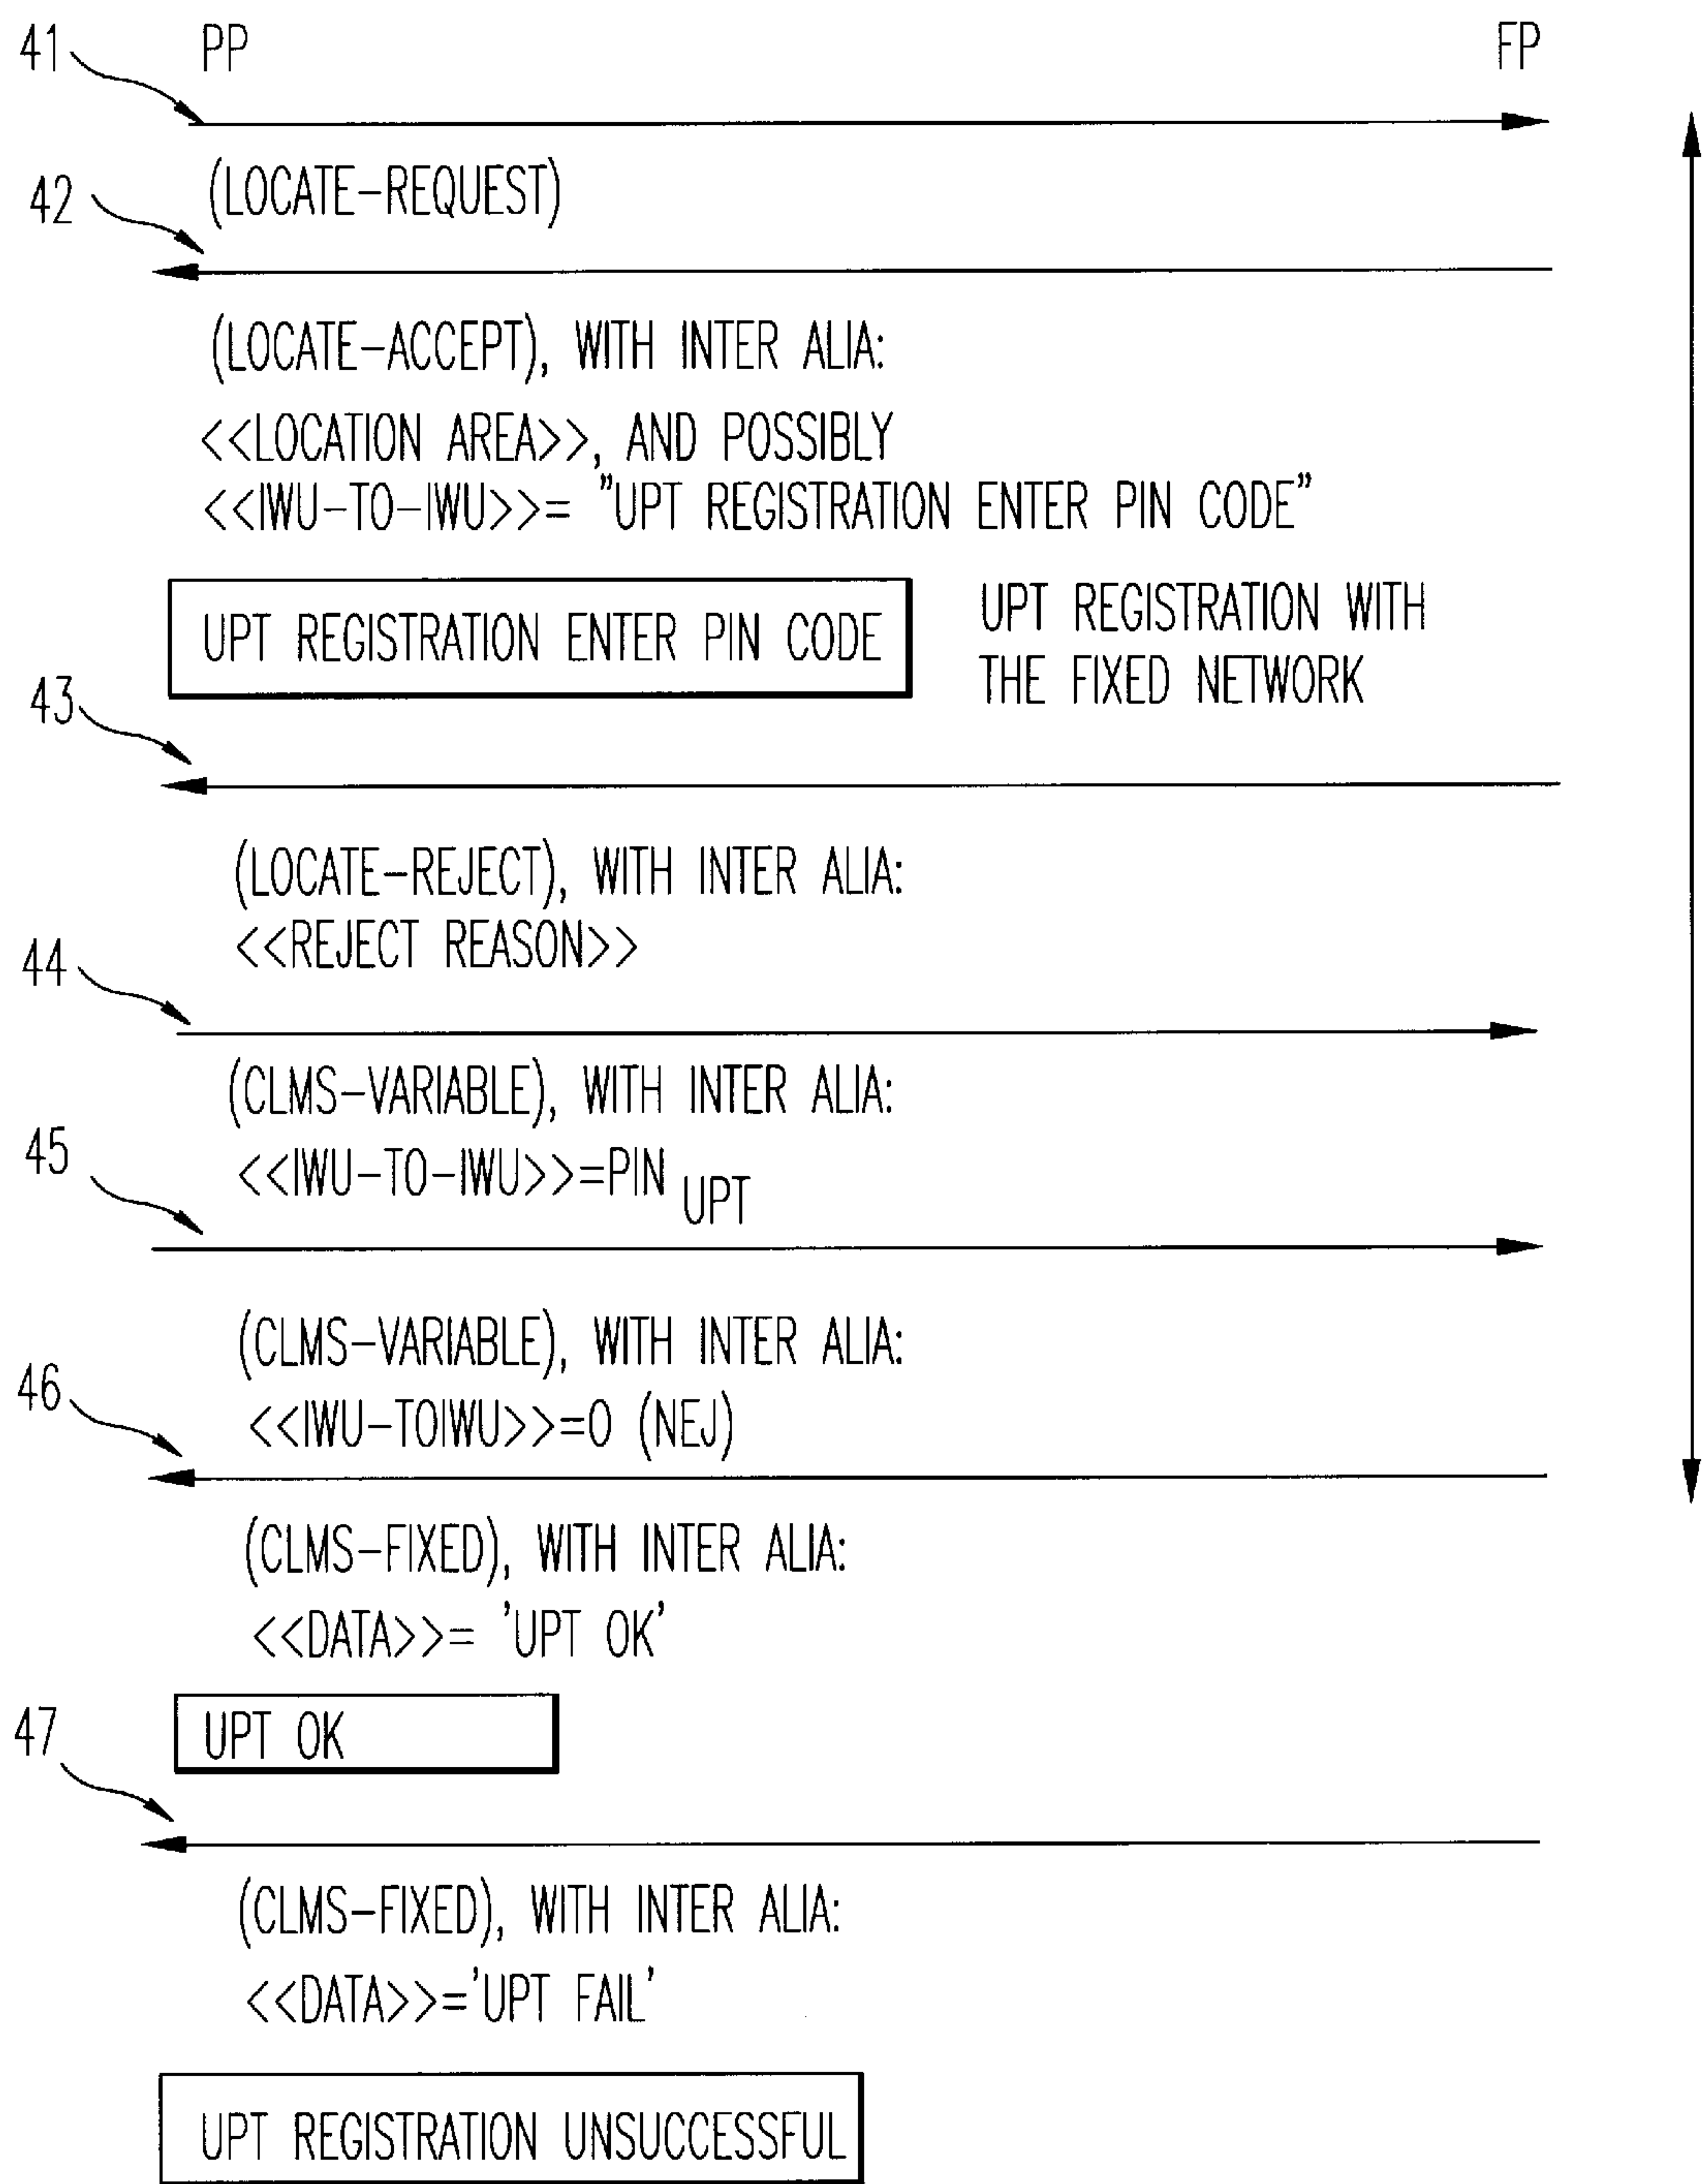 41 PP FP
(LOCATE-REQUEST)
42
(LOCATE-ACCEPT), WITH INTER ALIA:
<<LOCATION AREA>>, AND POSSIBLY
<<IWU-TO-IWU>>= "UPT REGISTRATION ENTER PIN CODE"
UPT REGISTRATION ENTER PIN CODE
UPT REGISTRATION WITH
THE FIXED NETWORK
43
(LOCATE-REJECT), WITH INTER ALIA:
<<REJECT REASON>>
44
(CLMS-VARIABLE), WITH INTER ALIA:
<<IWU-TO-IWU>>=PIN UPT
45
(CLMS-VARIABLE), WITH INTER ALIA:
<<IWU-TOIWU>>=0 (NEJ)
46
(CLMS-FIXED), WITH INTER ALIA:
<<DATA>>= 'UPT OK'
UPT OK
47
(CLMS-FIXED), WITH INTER ALIA:
<<DATA>>='UPT FAIL'
UPT REGISTRATION UNSUCCESSFUL